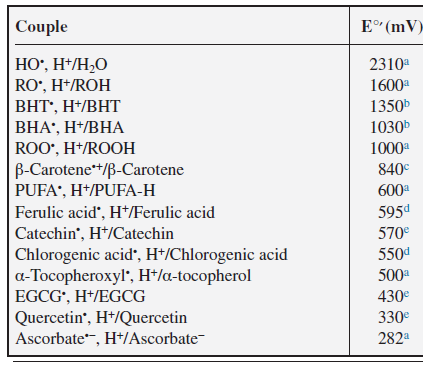 Couple E°′ (mV)
HO•, H⁺/H₂O 2310ᵃ
RO•, H⁺/ROH 1600ᵃ
BHT•, H⁺/BHT 1350ᵇ
BHA•, H⁺/BHA 1030ᵇ
ROO•, H⁺/ROOH 1000ᵃ
β-Carotene•⁺/β-Carotene 840ᶜ
PUFA•, H⁺/PUFA-H 600ᵃ
Ferulic acid•, H⁺/Ferulic acid 595ᵈ
Catechin•, H⁺/Catechin 570ᵉ
Chlorogenic acid•, H⁺/Chlorogenic acid 550ᵈ
α-Tocopheroxyl•, H⁺/α-tocopherol 500ᵃ
EGCG•, H⁺/EGCG 430ᵉ
Quercetin•, H⁺/Quercetin 330ᵉ
Ascorbate•⁻, H⁺/Ascorbate⁻ 282ᵃ